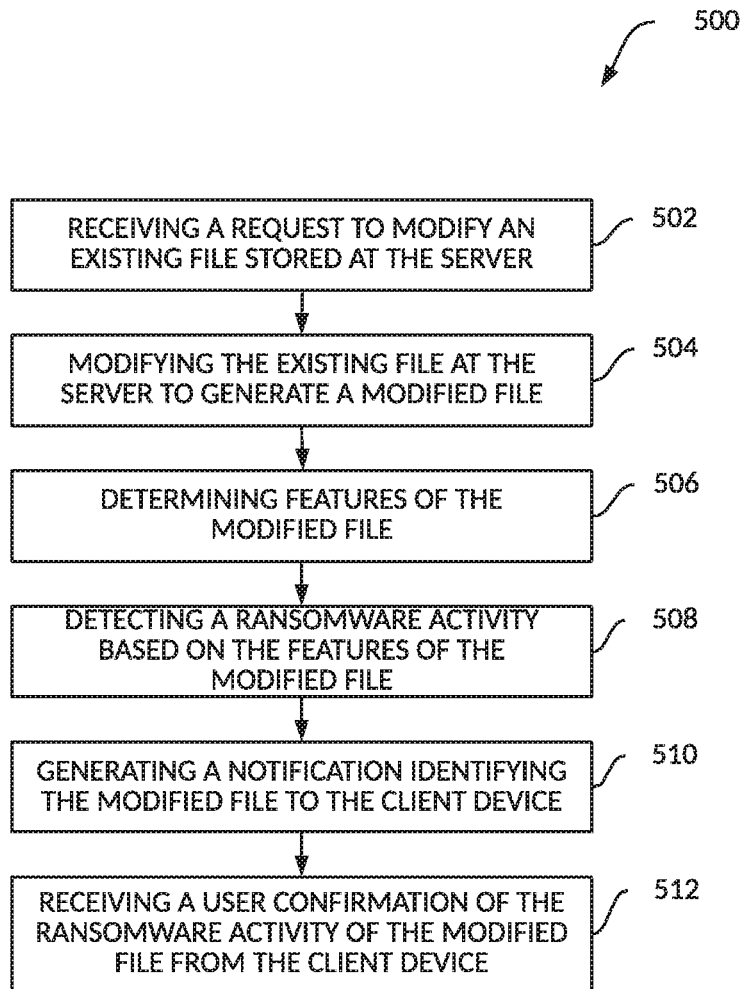 500
RECEIVING A REQUEST TO MODIFY AN
EXISTING FILE STORED AT THE SERVER
502
MODIFYING THE EXISTING FILE AT THE
SERVER TO GENERATE A MODIFIED FILE
504
DETERMINING FEATURES OF THE
MODIFIED FILE
506
DETECTING A RANSOMWARE ACTIVITY
BASED ON THE FEATURES OF THE
MODIFIED FILE
508
GENERATING A NOTIFICATION IDENTIFYING
THE MODIFIED FILE TO THE CLIENT DEVICE
510
RECEIVING A USER CONFIRMATION OF THE
RANSOMWARE ACTIVITY OF THE MODIFIED
FILE FROM THE CLIENT DEVICE
512